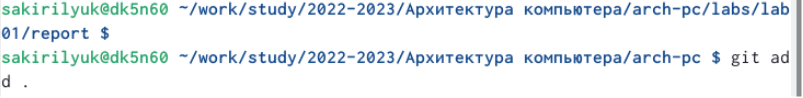 sakirilyuk@dk5n60 ~/work/study/2022-2023/Архитектура компьютера/arch-pc/labs/lab
01/report $
sakirilyuk@dk5n60 ~/work/study/2022-2023/Архитектура компьютера/arch-pc $ git ad
d .